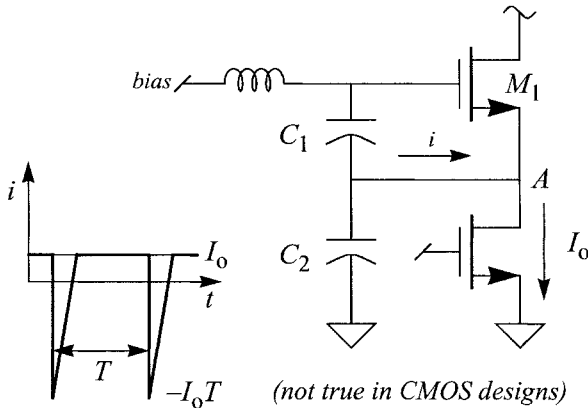 bias
M1
C1
i
A
i
Io
C2
Io
t
T
−IoT
(not true in CMOS designs)